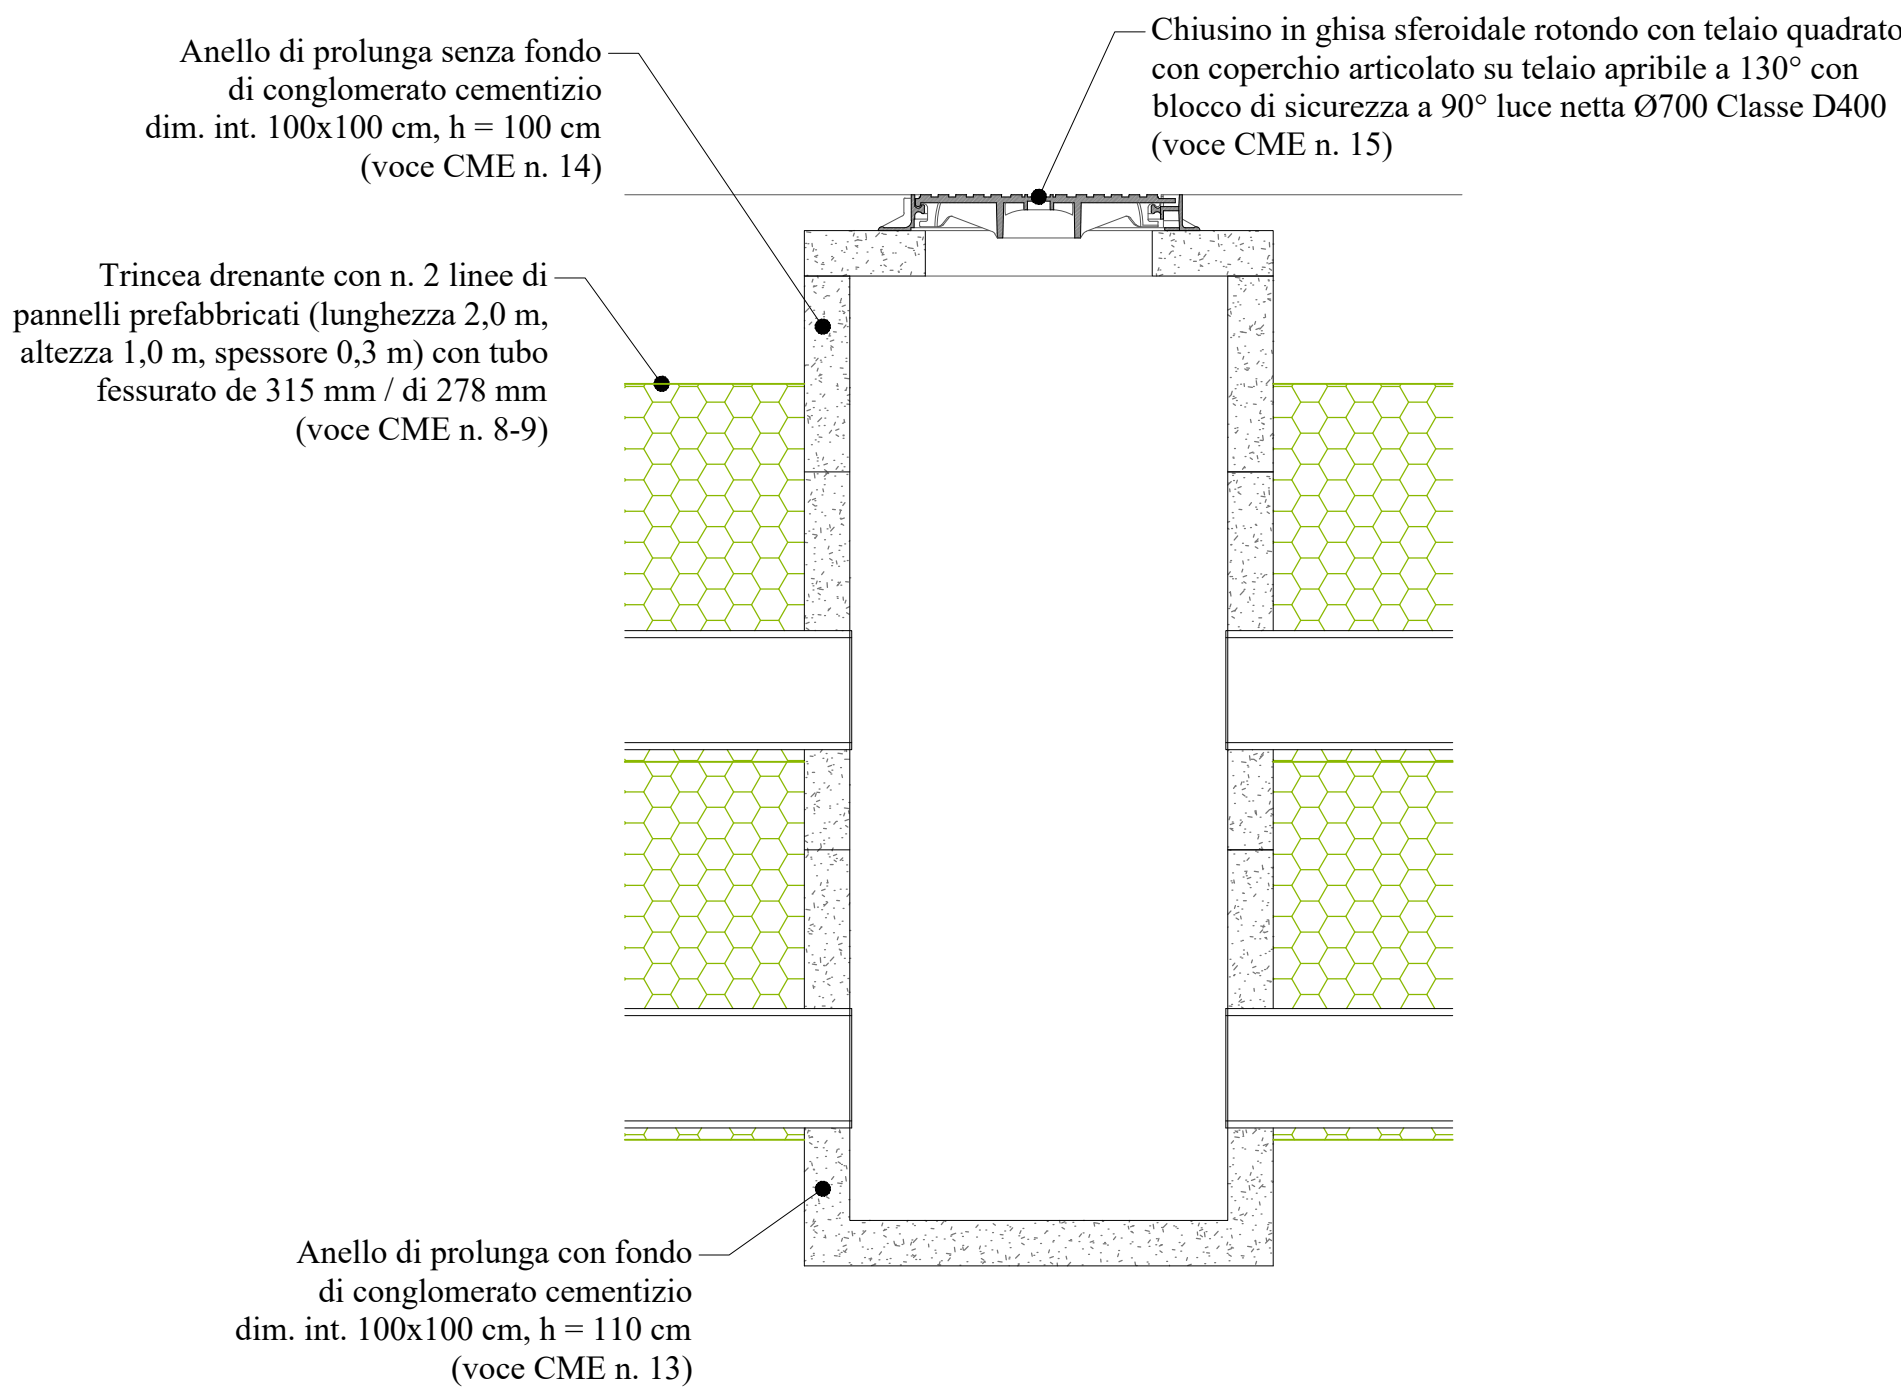 Anello di prolunga senza fondo
di conglomerato cementizio
dim. int. 100x100 cm, h = 100 cm
(voce CME n. 14)
Chiusino in ghisa sferoidale rotondo con telaio quadrato
con coperchio articolato su telaio apribile a 130° con
blocco di sicurezza a 90° luce netta Ø700 Classe D400
(voce CME n. 15)
Trincea drenante con n. 2 linee di
pannelli prefabbricati (lunghezza 2,0 m,
altezza 1,0 m, spessore 0,3 m) con tubo
fessurato de 315 mm / di 278 mm
(voce CME n. 8-9)
Anello di prolunga con fondo
di conglomerato cementizio
dim. int. 100x100 cm, h = 110 cm
(voce CME n. 13)